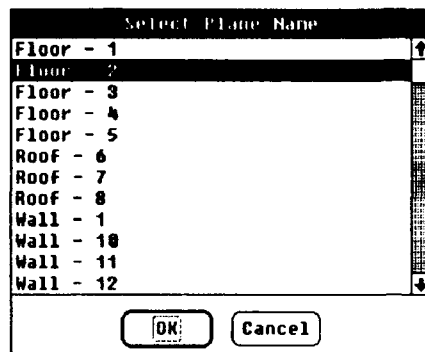 Select Plane Name
Floor - 1
Floor - 2
Floor - 3
Floor - 4
Floor - 5
Roof - 6
Roof - 7
Roof - 8
Wall - 1
Wall - 10
Wall - 11
Wall - 12
OK Cancel